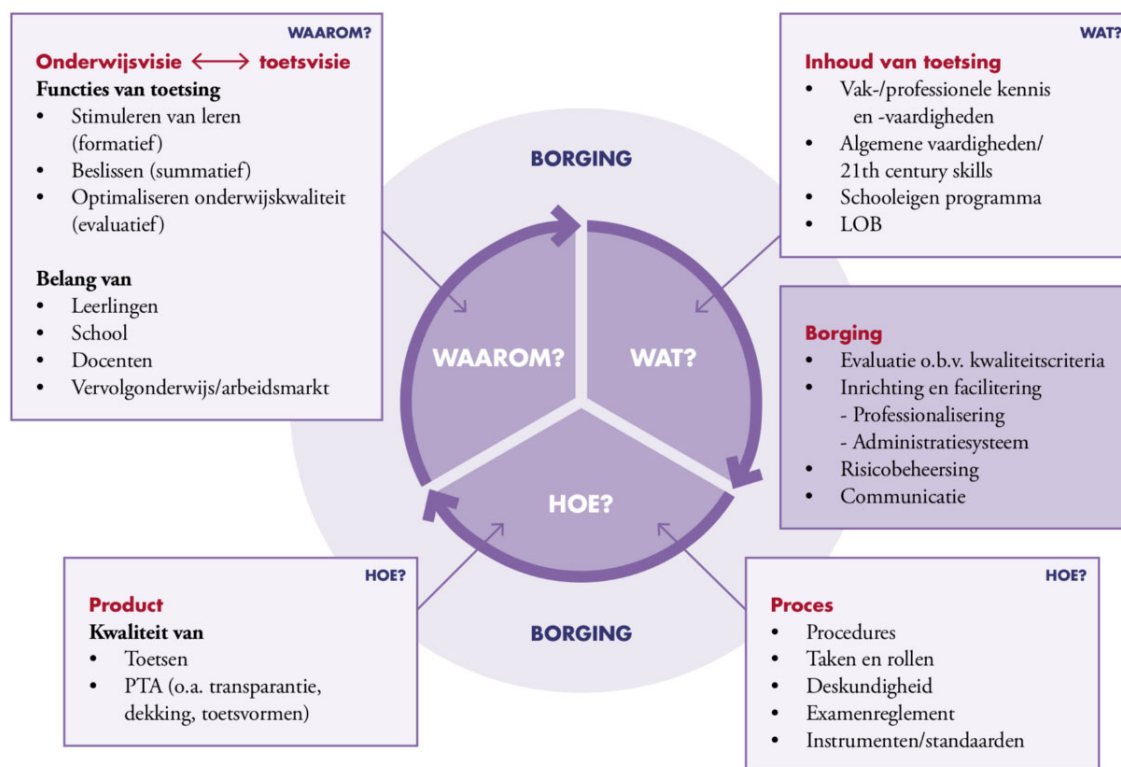 WAAROM?
Onderwijsvisie ⟷ toetsvisie
Functies van toetsing
• Stimuleren van leren
(formatief)
• Beslissen (summatief)
• Optimaliseren onderwijskwaliteit
(evaluatief)
Belang van
• Leerlingen
• School
• Docenten
• Vervolgonderwijs/arbeidsmarkt
WAT?
Inhoud van toetsing
• Vak-/professionele kennis
en -vaardigheden
• Algemene vaardigheden/
21th century skills
• Schooleigen programma
• LOB
BORGING
WAAROM?
WAT?
HOE?
BORGING
Borging
• Evaluatie o.b.v. kwaliteitscriteria
• Inrichting en facilitering
- Professionalisering
- Administratiesysteem
• Risicobeheersing
• Communicatie
HOE?
Product
Kwaliteit van
• Toetsen
• PTA (o.a. transparantie,
dekking, toetsvormen)
HOE?
Proces
• Procedures
• Taken en rollen
• Deskundigheid
• Examenreglement
• Instrumenten/standaarden